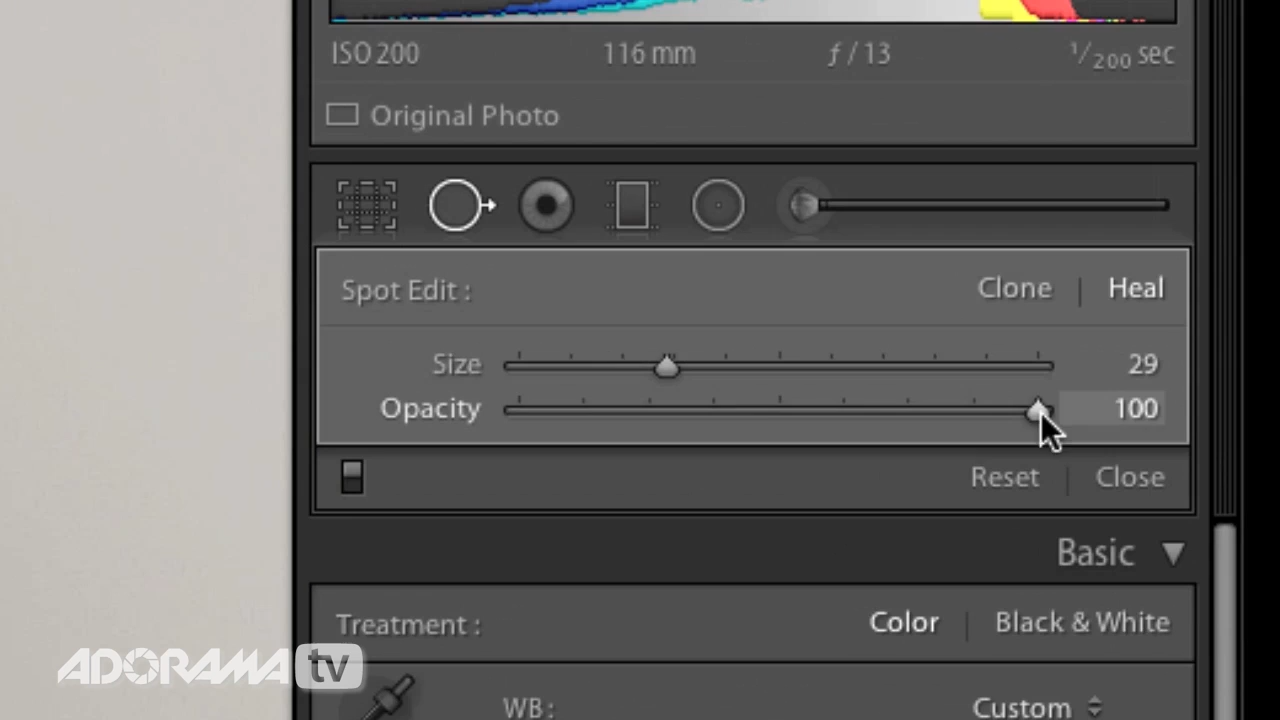 ISO 200 116 mm ƒ / 13 1/200 sec
Original Photo
Spot Edit : Clone | Heal
Size 29
Opacity 100
Reset | Close
Basic
Treatment : Color | Black & White
WB : Custom
ADORAMA tv